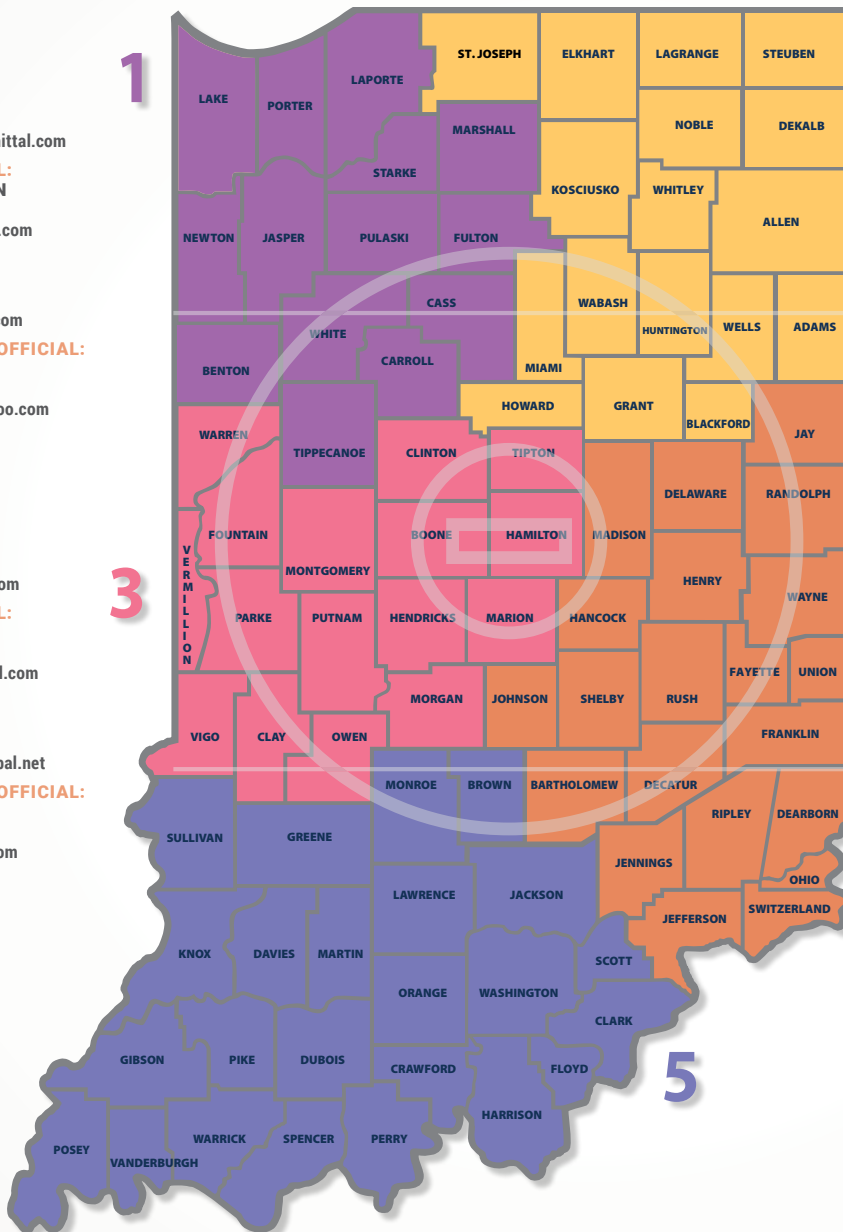 1
ST. JOSEPH
ELKHART
LAGRANGE
STEUBEN
LAKE
PORTER
LAPORTE
NOBLE
DEKALB
MARSHALL
ittal.com
L:
N
STARKE
KOSCIUSKO
WHITLEY
ALLEN
.com
NEWTON
JASPER
PULASKI
FULTON
CASS
WABASH
om
WHITE
HUNTINGTON
WELLS
ADAMS
OFFICIAL:
BENTON
CARROLL
MIAMI
oo.com
HOWARD
GRANT
BLACKFORD
WARREN
TIPPECANOE
CLINTON
TIPTON
JAY
DELAWARE
RANDOLPH
FOUNTAIN
BOONE
HAMILTON
MADISON
VERMILLION
MONTGOMERY
HENRY
om
3
WAYNE
L:
PARKE
PUTNAM
HENDRICKS
MARION
HANCOCK
l.com
FAYETTE
UNION
MORGAN
JOHNSON
SHELBY
RUSH
VIGO
CLAY
OWEN
FRANKLIN
bal.net
OFFICIAL:
MONROE
BROWN
BARTHOLOMEW
DECATUR
RIPLEY
DEARBORN
SULLIVAN
GREENE
om
JENNINGS
OHIO
LAWRENCE
JACKSON
JEFFERSON
SWITZERLAND
KNOX
DAVIES
MARTIN
SCOTT
ORANGE
WASHINGTON
CLARK
GIBSON
PIKE
DUBOIS
CRAWFORD
FLOYD
5
HARRISON
POSEY
VANDERBURGH
WARRICK
SPENCER
PERRY